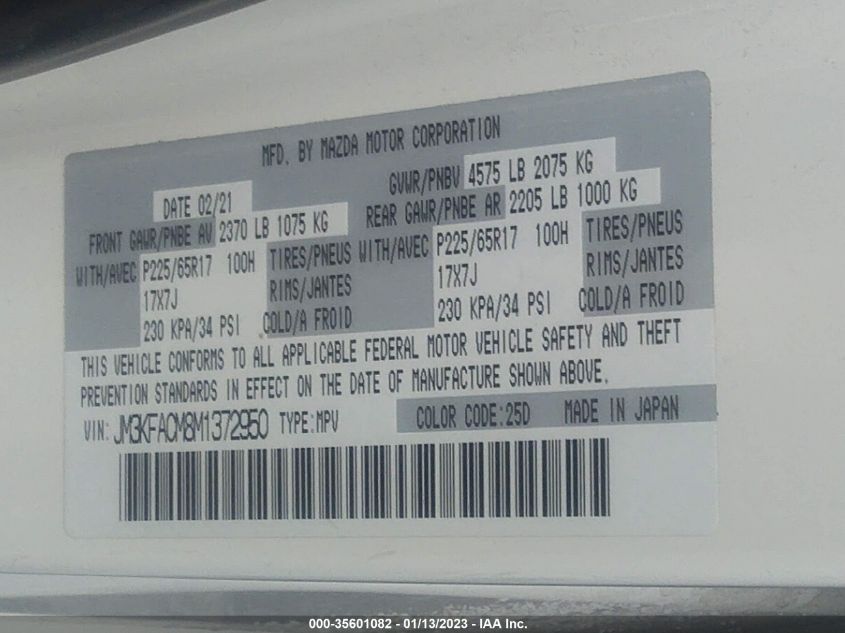 MFD. BY MAZDA MOTOR CORPORATION
DATE 02/21 GVWR/PNBV 4575 LB 2075 KG
FRONT GAWR/PNBE AV 2370 LB 1075 KG REAR GAWR/PNBE AR 2205 LB 1000 KG
WITH/AVEC P225/65R17 100H TIRES/PNEUS WITH/AVEC P225/65R17 100H TIRES/PNEUS
17X7J RIMS/JANTES 17X7J RIMS/JANTES
230 KPA/34 PSI COLD/A FROID 230 KPA/34 PSI COLD/A FROID
THIS VEHICLE CONFORMS TO ALL APPLICABLE FEDERAL MOTOR VEHICLE SAFETY AND THEFT
PREVENTION STANDARDS IN EFFECT ON THE DATE OF MANUFACTURE SHOWN ABOVE.
VIN: JM3KFACM8M1372950 TYPE:MPV COLOR CODE:25D MADE IN JAPAN
000-35601082 - 01/13/2023 - IAA Inc.